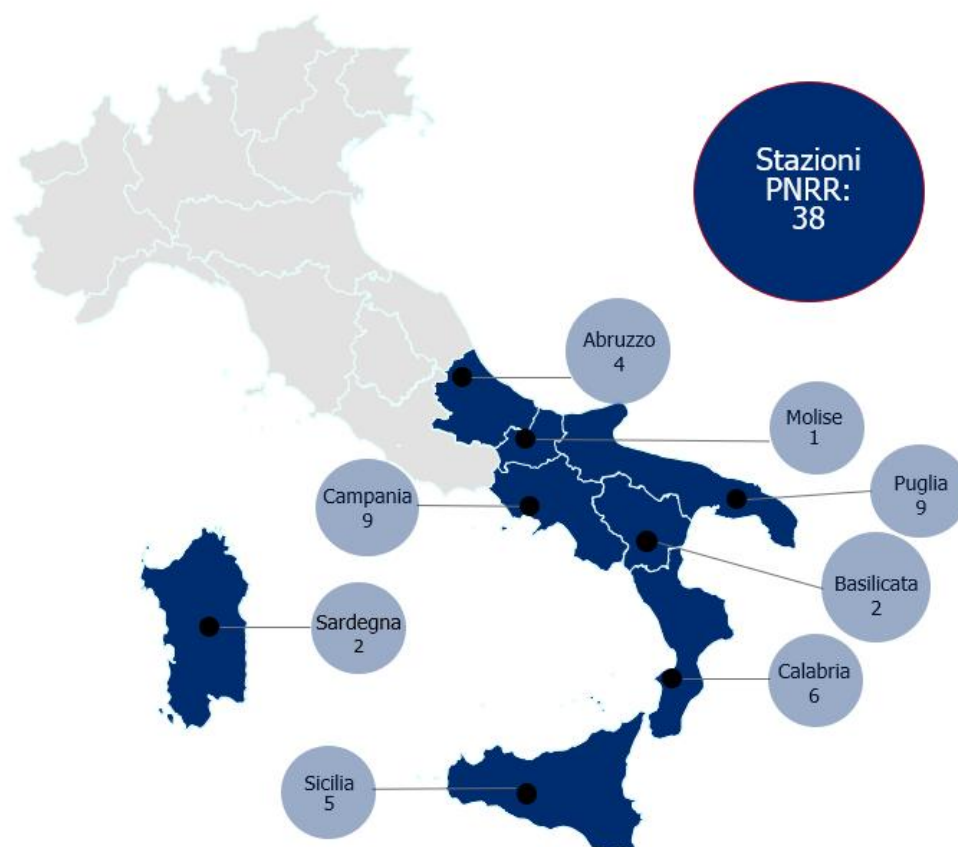 Stazioni
PNRR:
38
Abruzzo
4
Molise
1
Puglia
9
Campania
9
Basilicata
2
Sardegna
2
Calabria
6
Sicilia
5